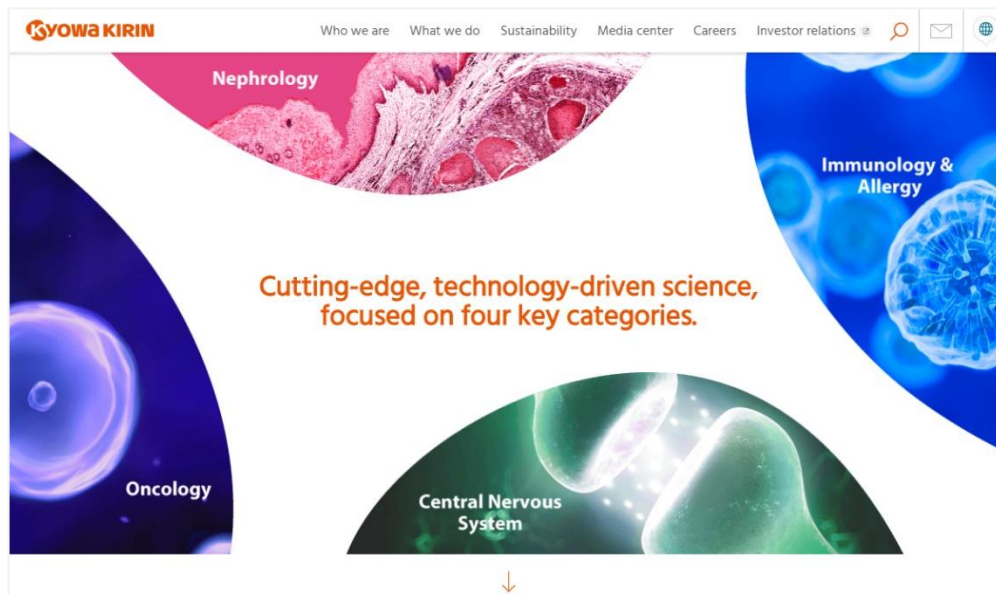 KYOWA KIRIN
Who we are
What we do
Sustainability
Media center
Careers
Investor relations
Nephrology
Immunology &
Allergy
Cutting-edge, technology-driven science,
focused on four key categories.
Oncology
Central Nervous
System